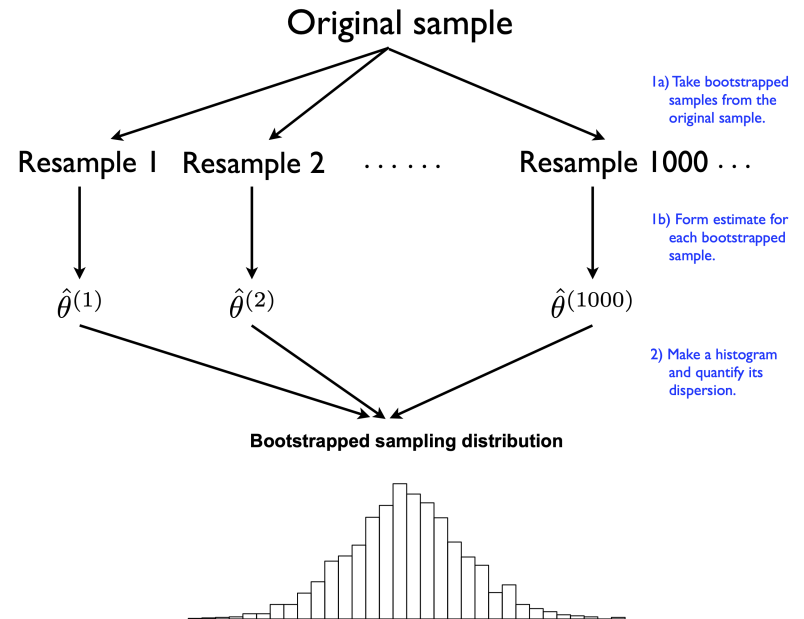 Original sample
1a) Take bootstrapped
samples from the
original sample.
Resample 1 Resample 2 . . . . . . Resample 1000 . . .
1b) Form estimate for
each bootstrapped
sample.
θ̂⁽¹⁾ θ̂⁽²⁾ θ̂⁽¹⁰⁰⁰⁾
2) Make a histogram
and quantify its
dispersion.
Bootstrapped sampling distribution